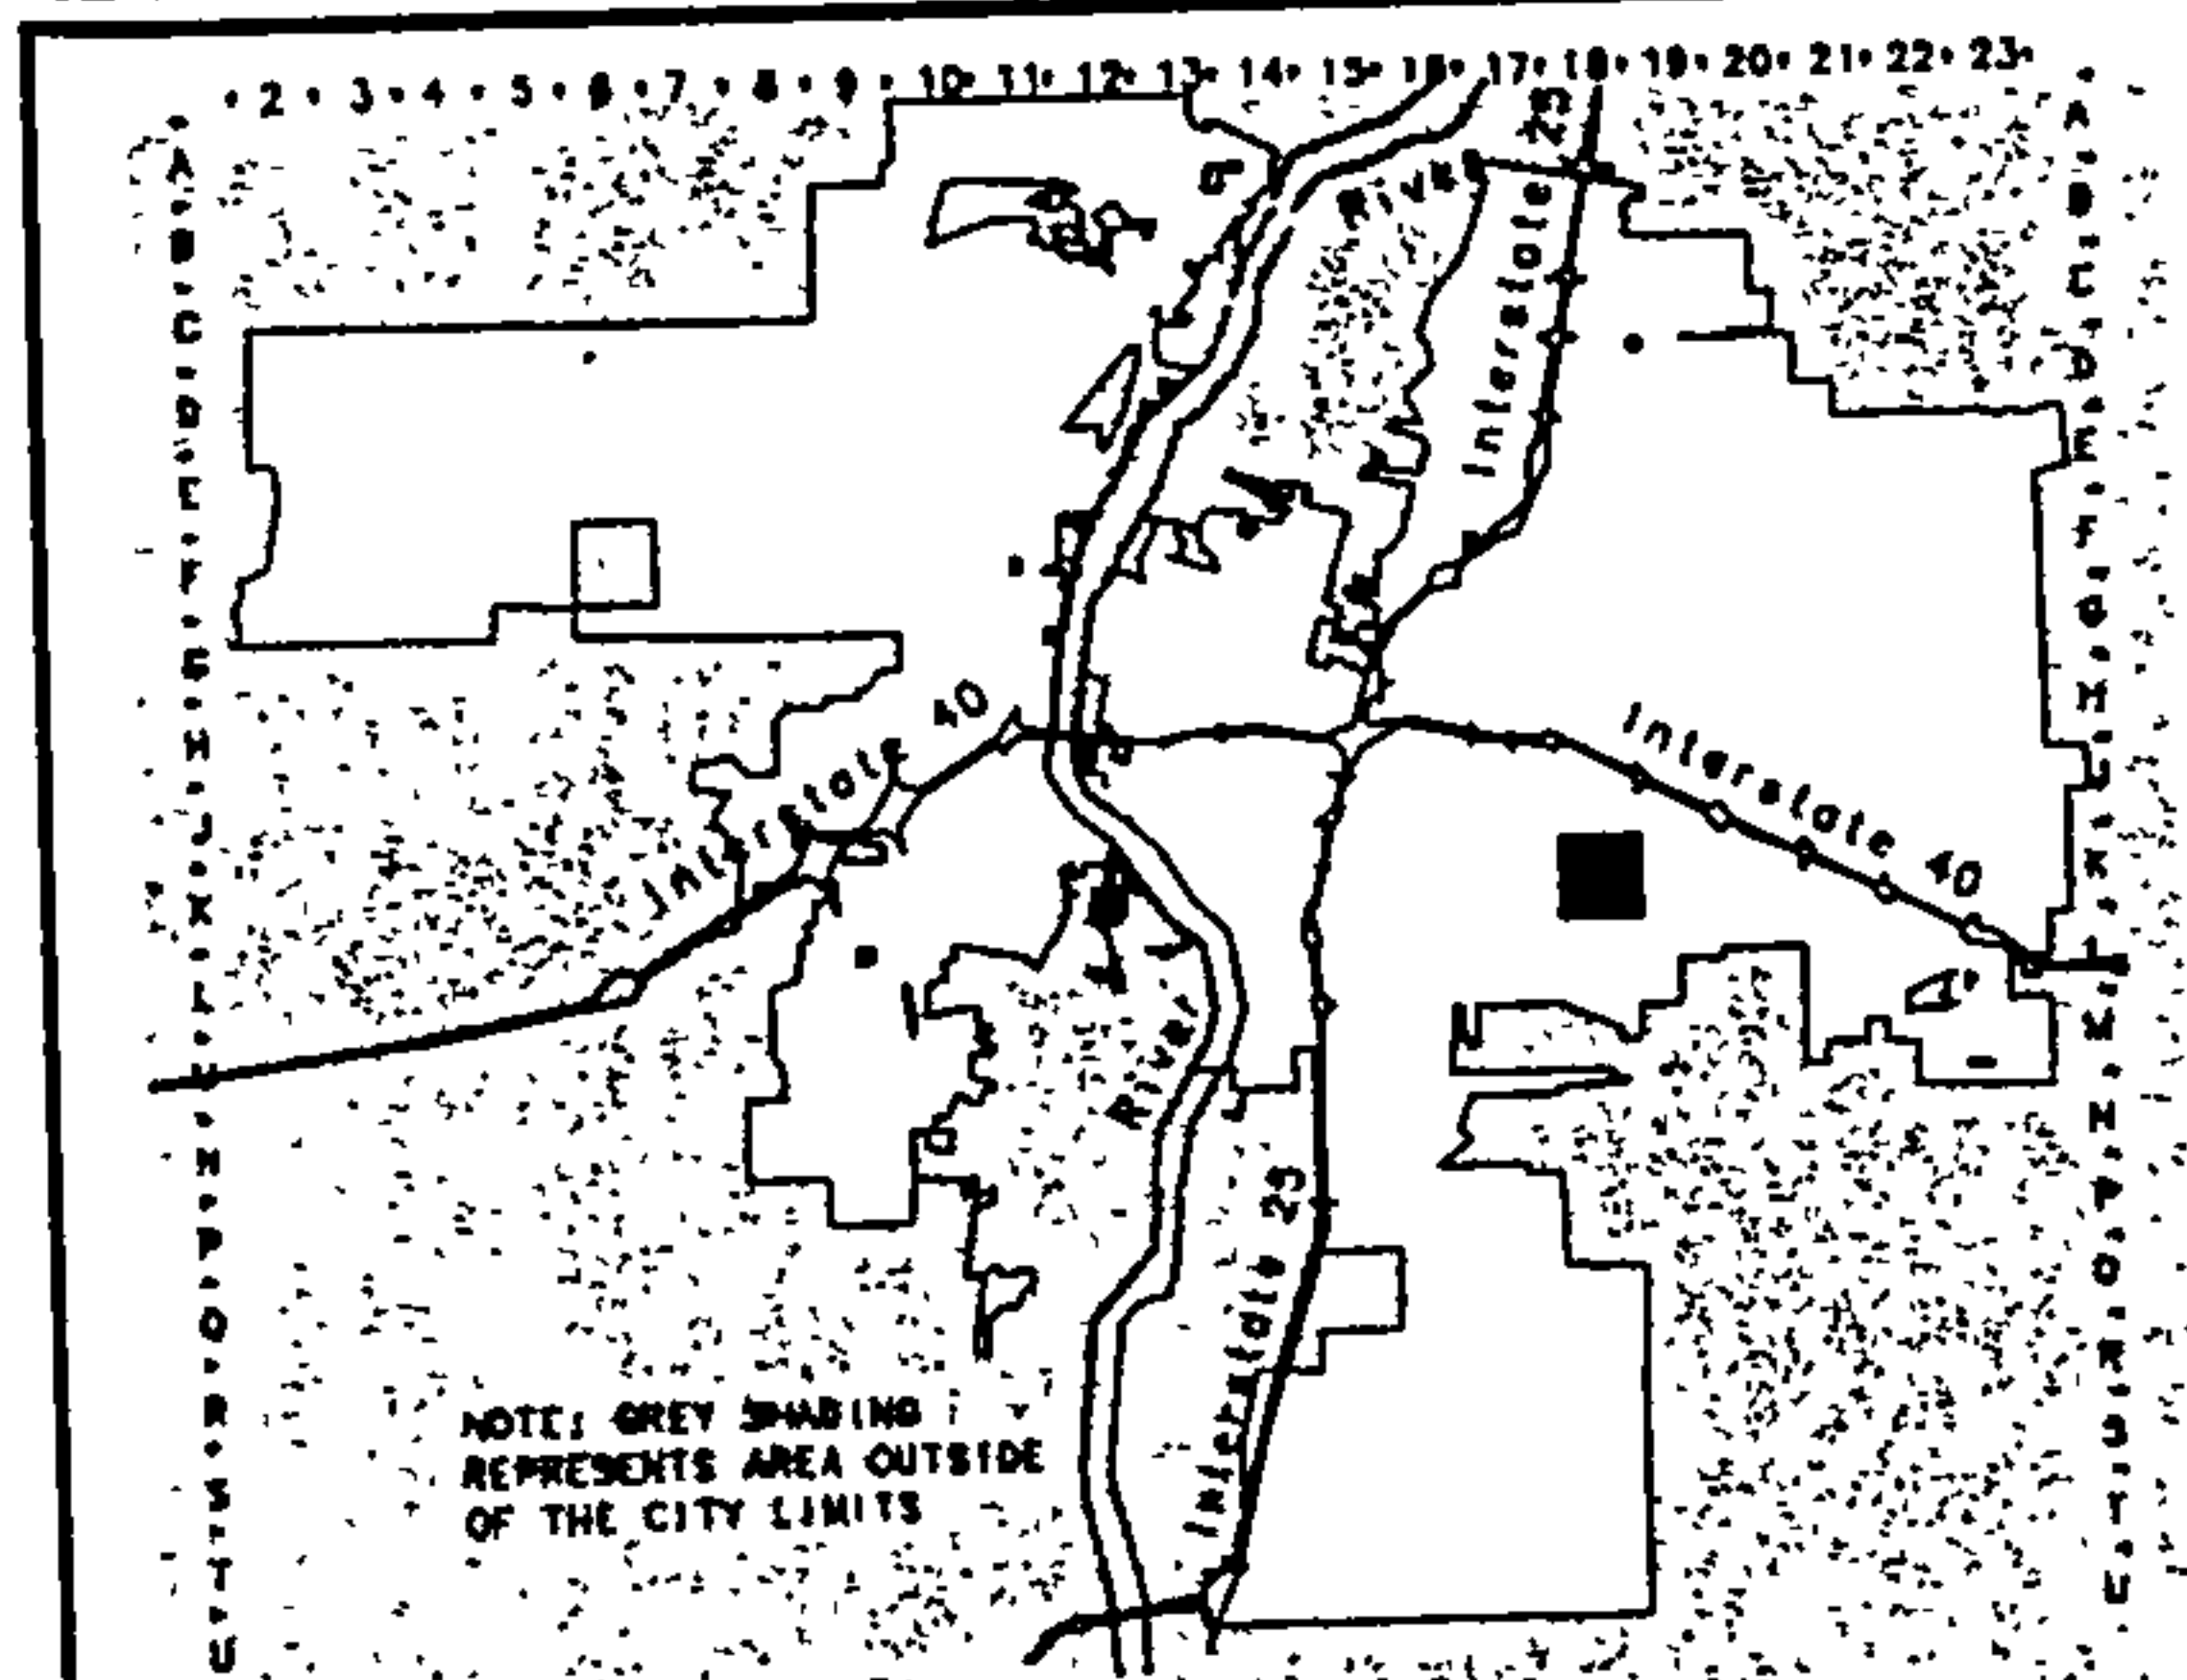 2 3 4 5 6 7 8 9 10 11 12 13 14 15 16 17 18 19 20 21 22 23
A
B
C
D
E
F
G
H
J
K
L
M
N
P
Q
R
S
T
U
A
B
C
D
E
F
G
H
J
K
L
M
N
P
Q
R
S
T
U
River
Interstate 25
Interstate 40
Interstate 40
River
Interstate 25
NOTE: GREY SHADING
REPRESENTS AREA OUTSIDE
OF THE CITY LIMITS